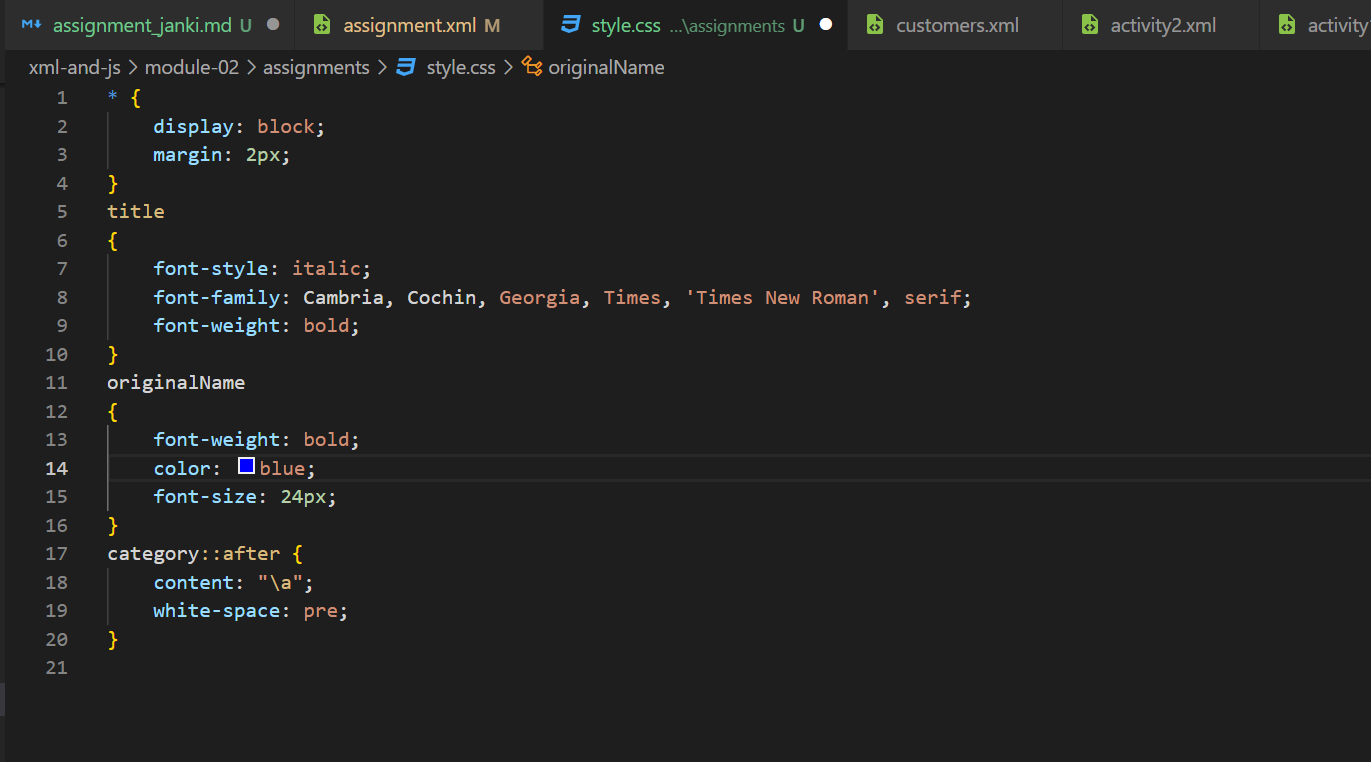 assignment_janki.md U assignment.xml M style.css ...\assignments U customers.xml activity2.xml activity
xml-and-js > module-02 > assignments > style.css > originalName
1 * {
2 display: block;
3 margin: 2px;
4 }
5 title
6 {
7 font-style: italic;
8 font-family: Cambria, Cochin, Georgia, Times, 'Times New Roman', serif;
9 font-weight: bold;
10 }
11 originalName
12 {
13 font-weight: bold;
14 color: blue;
15 font-size: 24px;
16 }
17 category::after {
18 content: "\a";
19 white-space: pre;
20 }
21